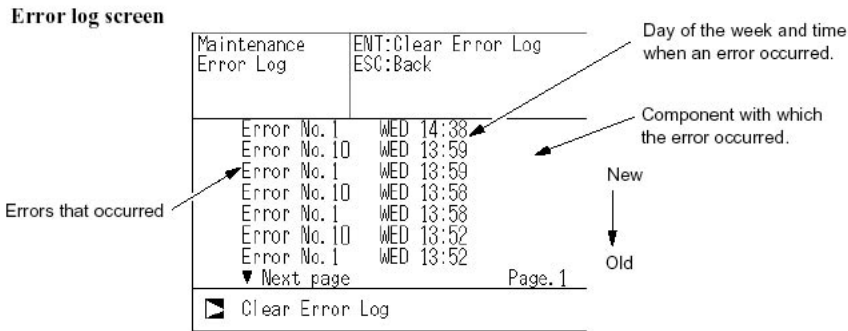 Error log screen
Maintenance
Error Log
ENT:Clear Error Log
ESC:Back
Day of the week and time
when an error occurred.
Component with which
the error occurred.
Error No.1 WED 14:38
Error No.10 WED 13:59
Error No.1 WED 13:59
Error No.10 WED 13:58
Error No.1 WED 13:58
Error No.10 WED 13:52
Error No.1 WED 13:52
▼ Next page Page.1
Clear Error Log
Errors that occurred
New
Old